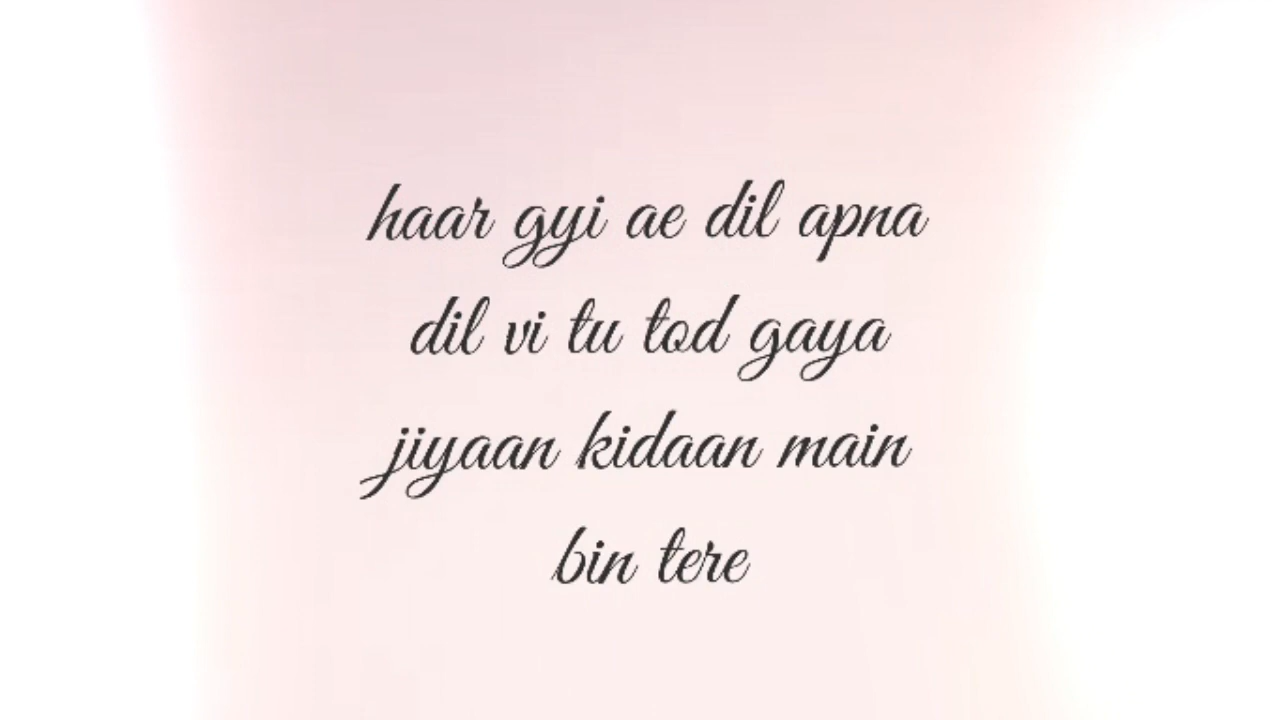 haar gyi ae dil apna
dil vi tu tod gaya
jiyaan kidaan main
bin tere